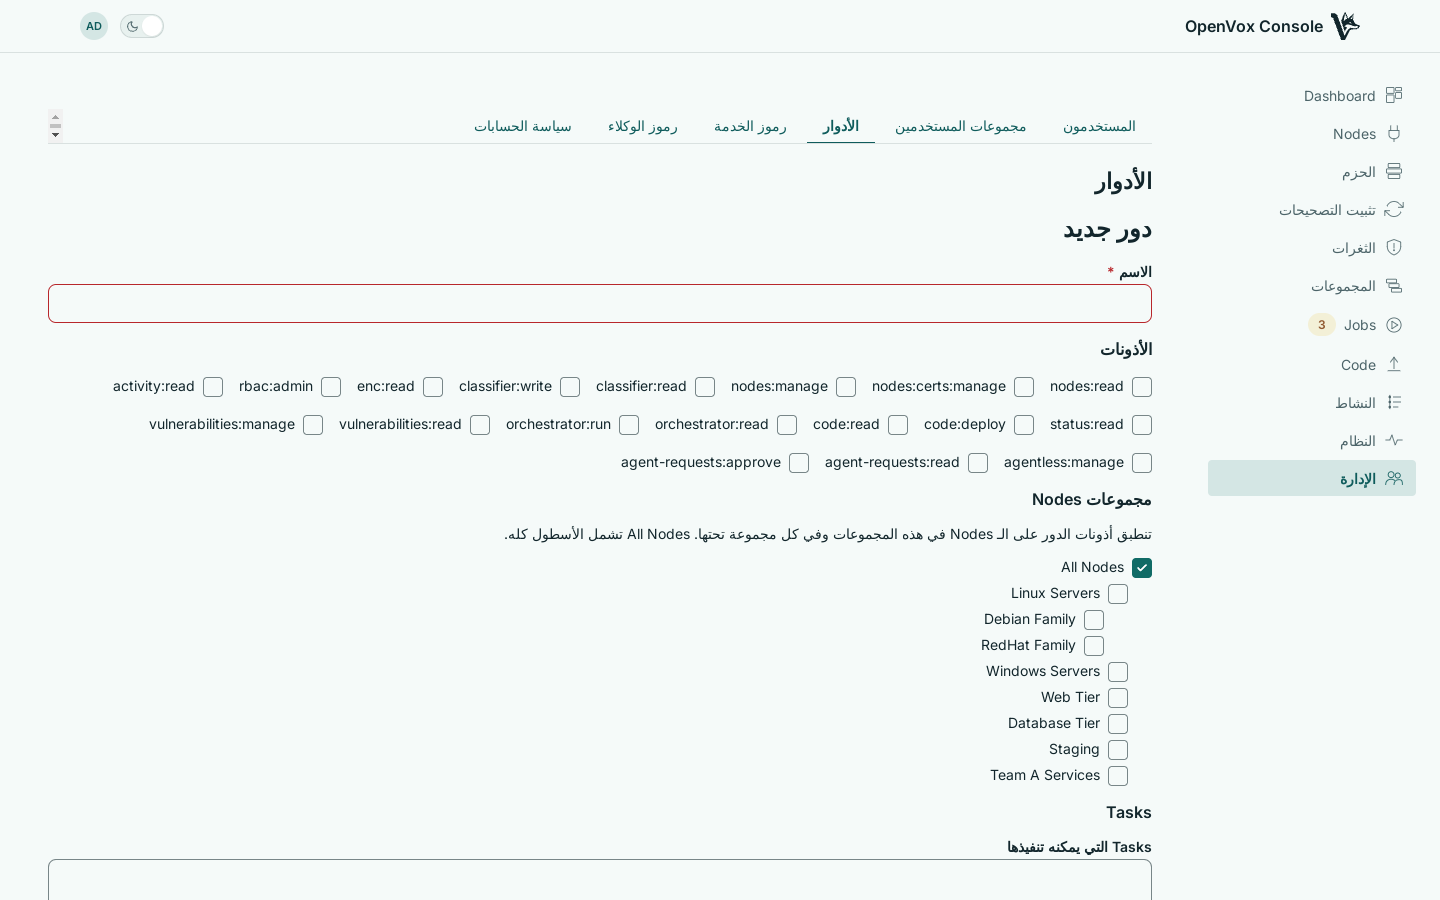 OpenVox Console
AD
Dashboard
Nodes
الحزم
تثبيت التصحيحات
الثغرات
المجموعات
Jobs 3
Code
النشاط
النظام
الإدارة
المستخدمون مجموعات المستخدمين الأدوار رموز الخدمة رموز الوكلاء سياسة الحسابات
الأدوار
دور جديد
الاسم *
الأذونات
nodes:read nodes:certs:manage nodes:manage classifier:read classifier:write enc:read rbac:admin activity:read
status:read code:deploy code:read orchestrator:read orchestrator:run vulnerabilities:read vulnerabilities:manage
agentless:manage agent-requests:read agent-requests:approve
مجموعات Nodes
تنطبق أذونات الدور على الـ Nodes في هذه المجموعات وفي كل مجموعة تحتها. All Nodes تشمل الأسطول كله.
All Nodes
Linux Servers
Debian Family
RedHat Family
Windows Servers
Web Tier
Database Tier
Staging
Team A Services
Tasks
Tasks التي يمكنه تنفيذها